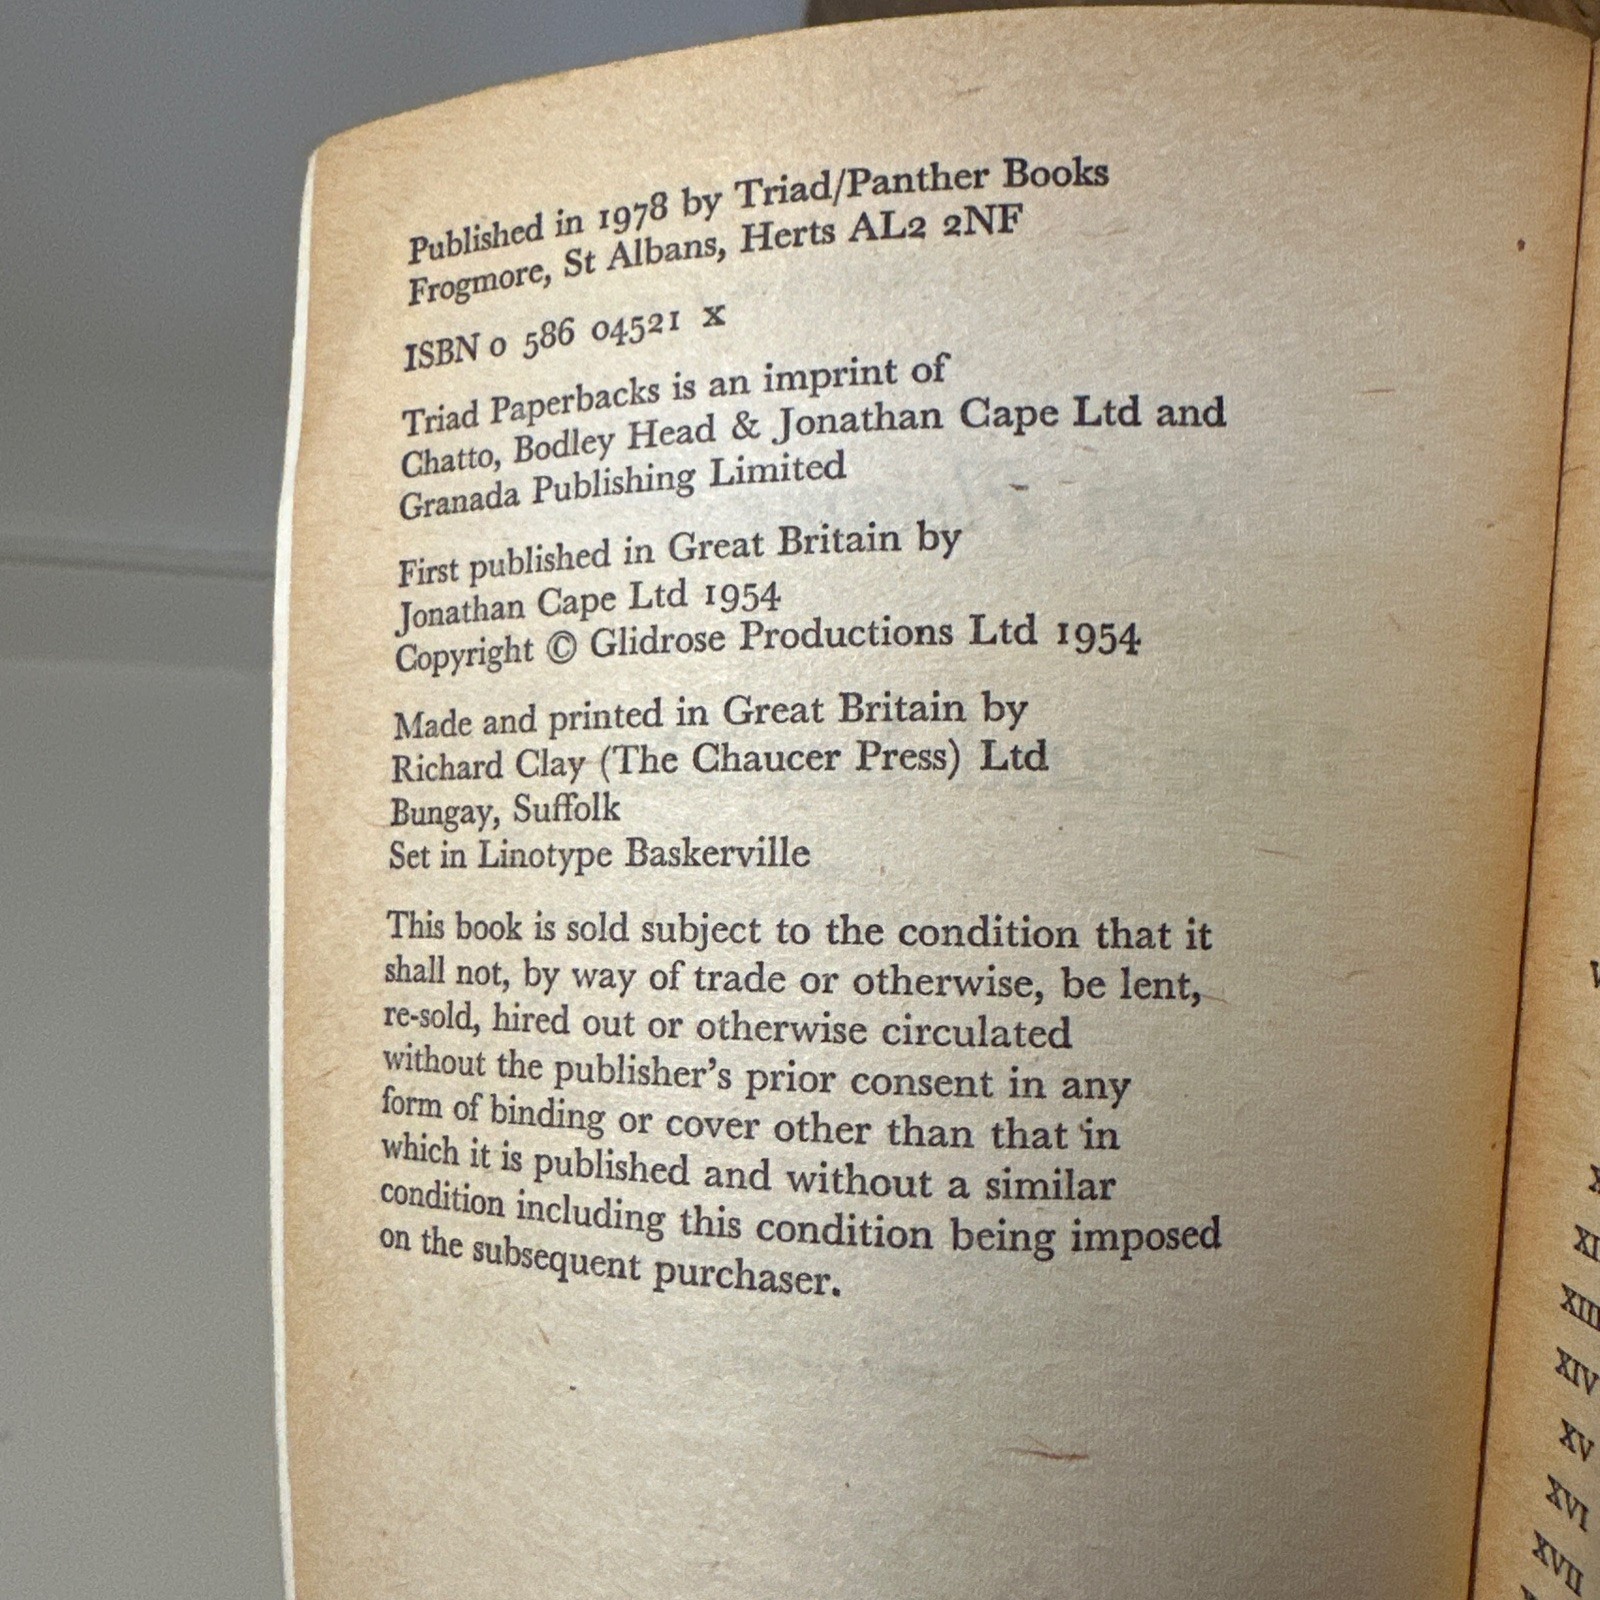 Published in 1978 by Triad/Panther Books
Frogmore, St Albans, Herts AL2 2NF
ISBN 0 586 04521 x
Triad Paperbacks is an imprint of
Chatto, Bodley Head & Jonathan Cape Ltd and
Granada Publishing Limited
First published in Great Britain by
Jonathan Cape Ltd 1954
Copyright © Glidrose Productions Ltd 1954
Made and printed in Great Britain by
Richard Clay (The Chaucer Press) Ltd
Bungay, Suffolk
Set in Linotype Baskerville
This book is sold subject to the condition that it
shall not, by way of trade or otherwise, be lent,
re-sold, hired out or otherwise circulated
without the publisher's prior consent in any
form of binding or cover other than that in
which it is published and without a similar
condition including this condition being imposed
on the subsequent purchaser.
XIV
XV
XVI
XVII